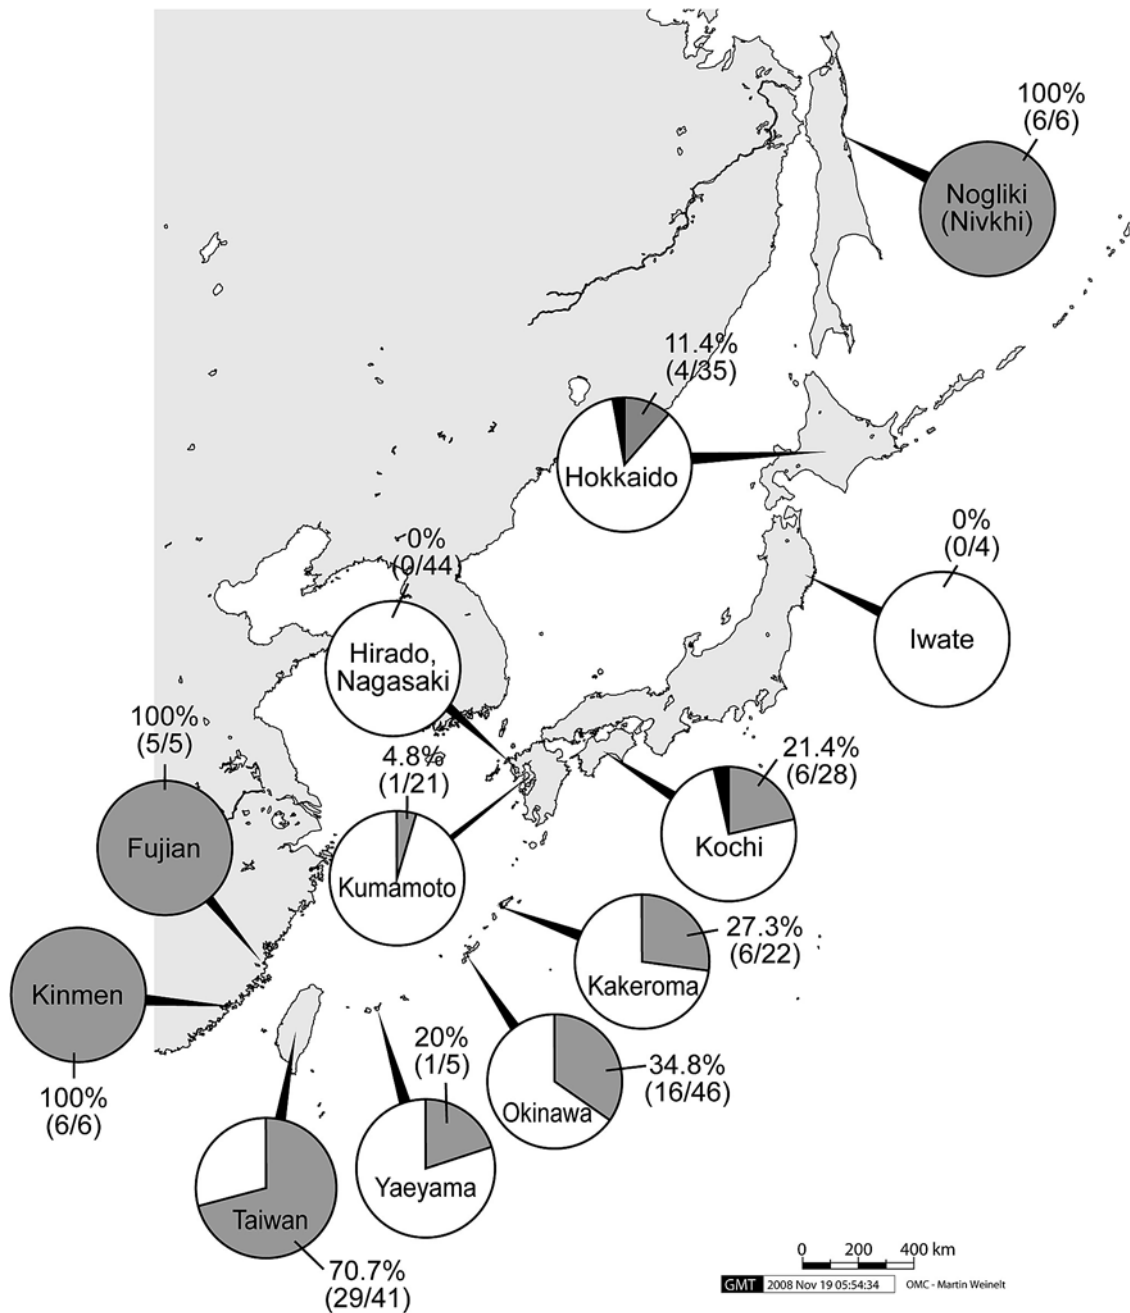 100%
(6/6)
Nogliki
(Nivkhi)
11.4%
(4/35)
Hokkaido
0%
(0/4)
Iwate
0%
(0/44)
Hirado,
Nagasaki
100%
(5/5)
Fujian
4.8%
(1/21)
Kumamoto
21.4%
(6/28)
Kochi
27.3%
(6/22)
Kakeroma
Kinmen
100%
(6/6)
34.8%
(16/46)
Okinawa
20%
(1/5)
Yaeyama
Taiwan
70.7%
(29/41)
0 200 400 km
GMT 2008 Nov 19 05:54:34 OMC - Martin Weinelt